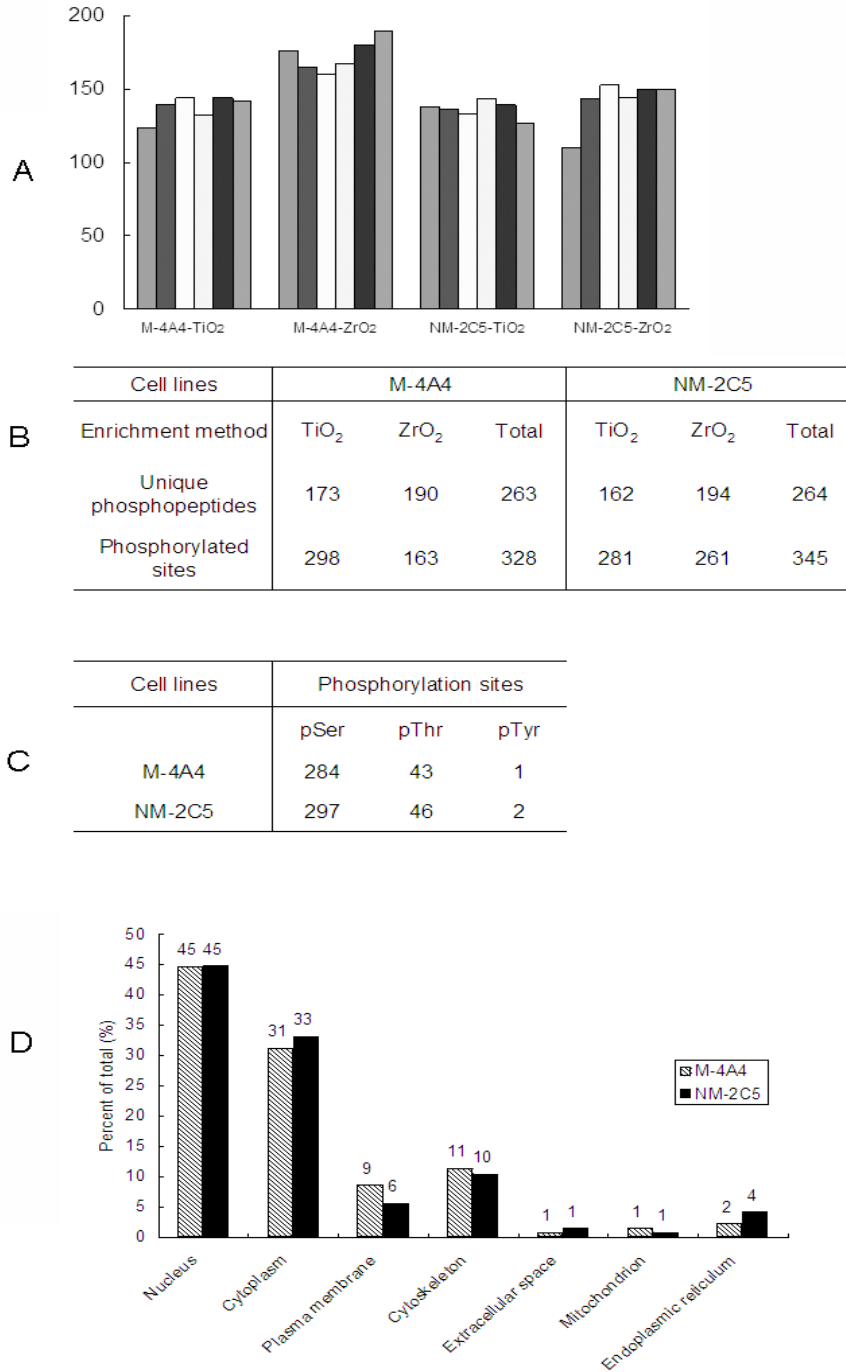 200
150
100
50
0
A
M-4A4-TiO2 M-4A4-ZrO2 NM-2C5-TiO2 NM-2C5-ZrO2
B
Cell lines M-4A4 NM-2C5
Enrichment method TiO2 ZrO2 Total TiO2 ZrO2 Total
Unique
phosphopeptides 173 190 263 162 194 264
Phosphorylated
sites 298 163 328 281 261 345
C
Cell lines Phosphorylation sites
pSer pThr pTyr
M-4A4 284 43 1
NM-2C5 297 46 2
D
Percent of total (%)
50
45
40
35
30
25
20
15
10
5
0
45 45
31 33
9 6
11 10
1 1
1 1
2 4
M-4A4
NM-2C5
Nucleus
Cytoplasm
Plasma membrane
Cytoskeleton
Extracellular space
Mitochondrion
Endoplasmic reticulum